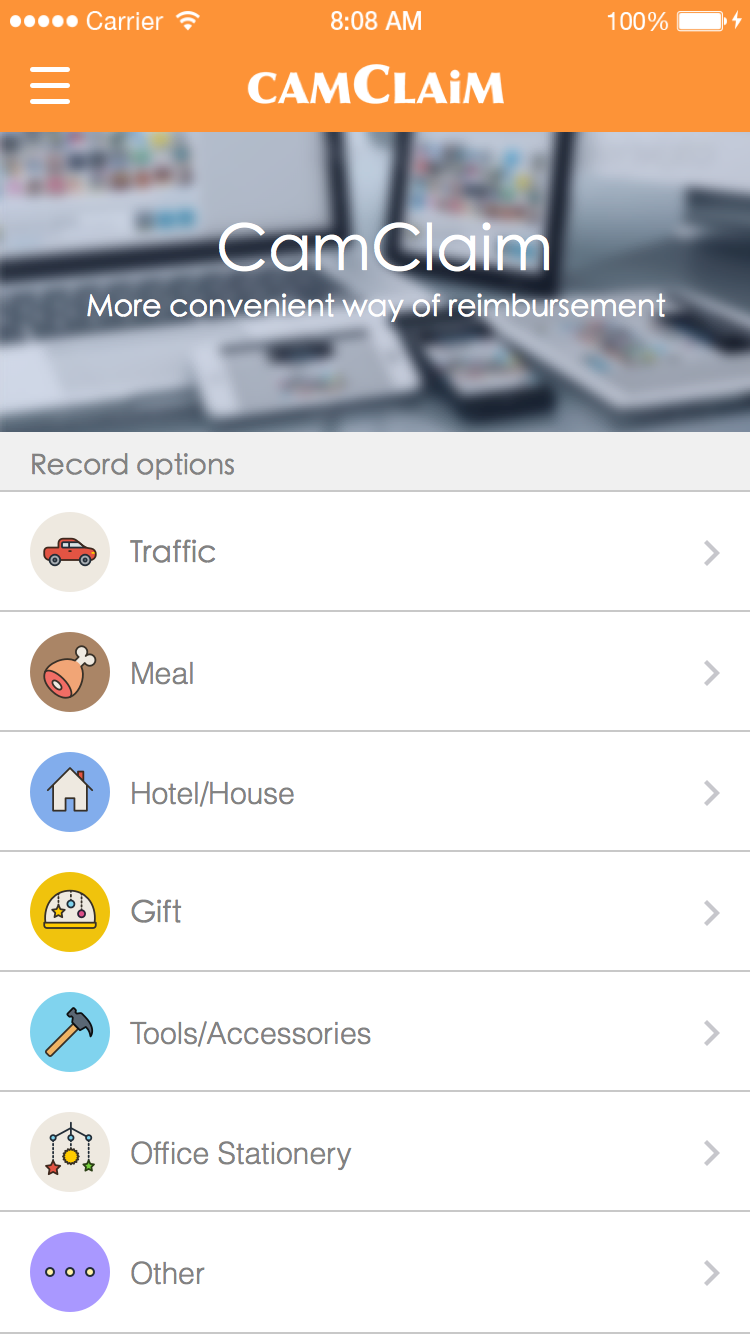 Carrier 8:08 AM 100%
CAMCLAiM
CamClaim
More convenient way of reimbursement
Record options
Traffic
Meal
Hotel/House
Gift
Tools/Accessories
Office Stationery
Other